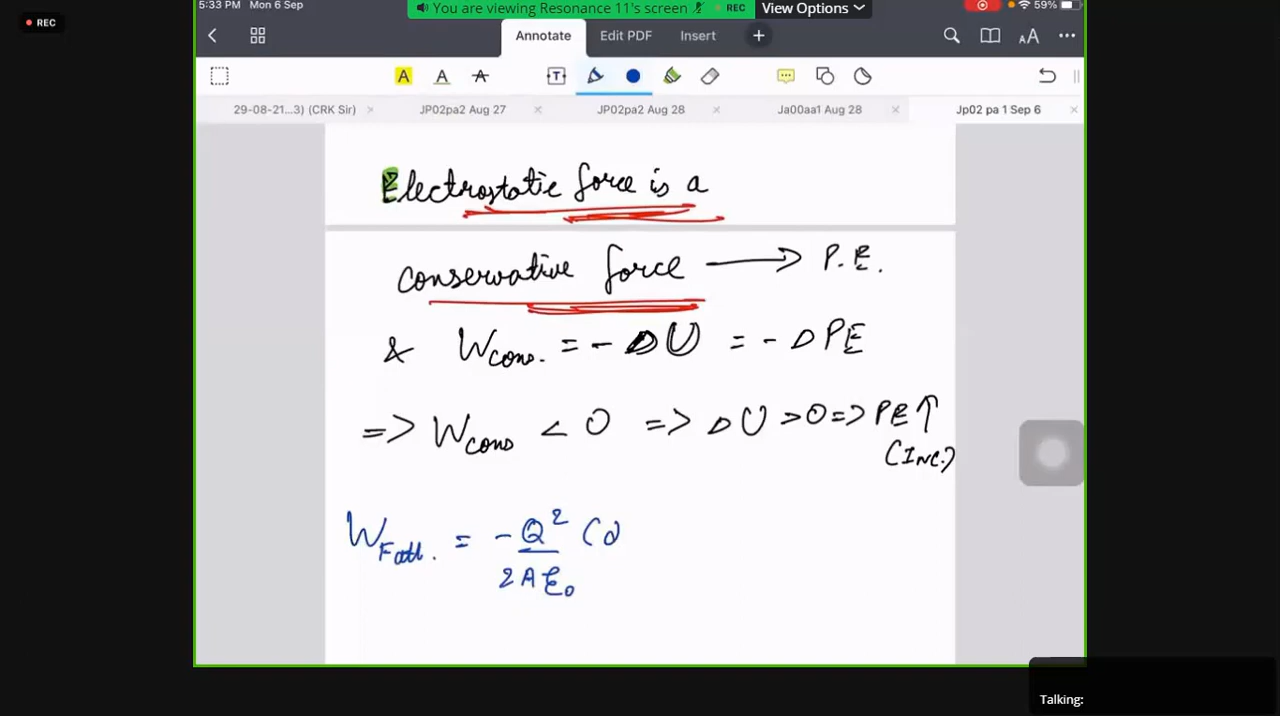 5:33 PM Mon 6 Sep
You are viewing Resonance 11's screen
REC
View Options
59%
REC
Annotate
Edit PDF
Insert
29-08-21...3) (CRK Sir)
JP02pa2 Aug 27
JP02pa2 Aug 28
Ja00aa1 Aug 28
Jp02 pa 1 Sep 6
Electrostatic force is a
conservative force ⟶ P.E.
& W_cons. = - ΔU = - ΔPE
=> W_cons < 0 => ΔU > 0 => PE↑
(Inc.)
W_Fatt. = -Q² (d
2Aε₀
Talking: